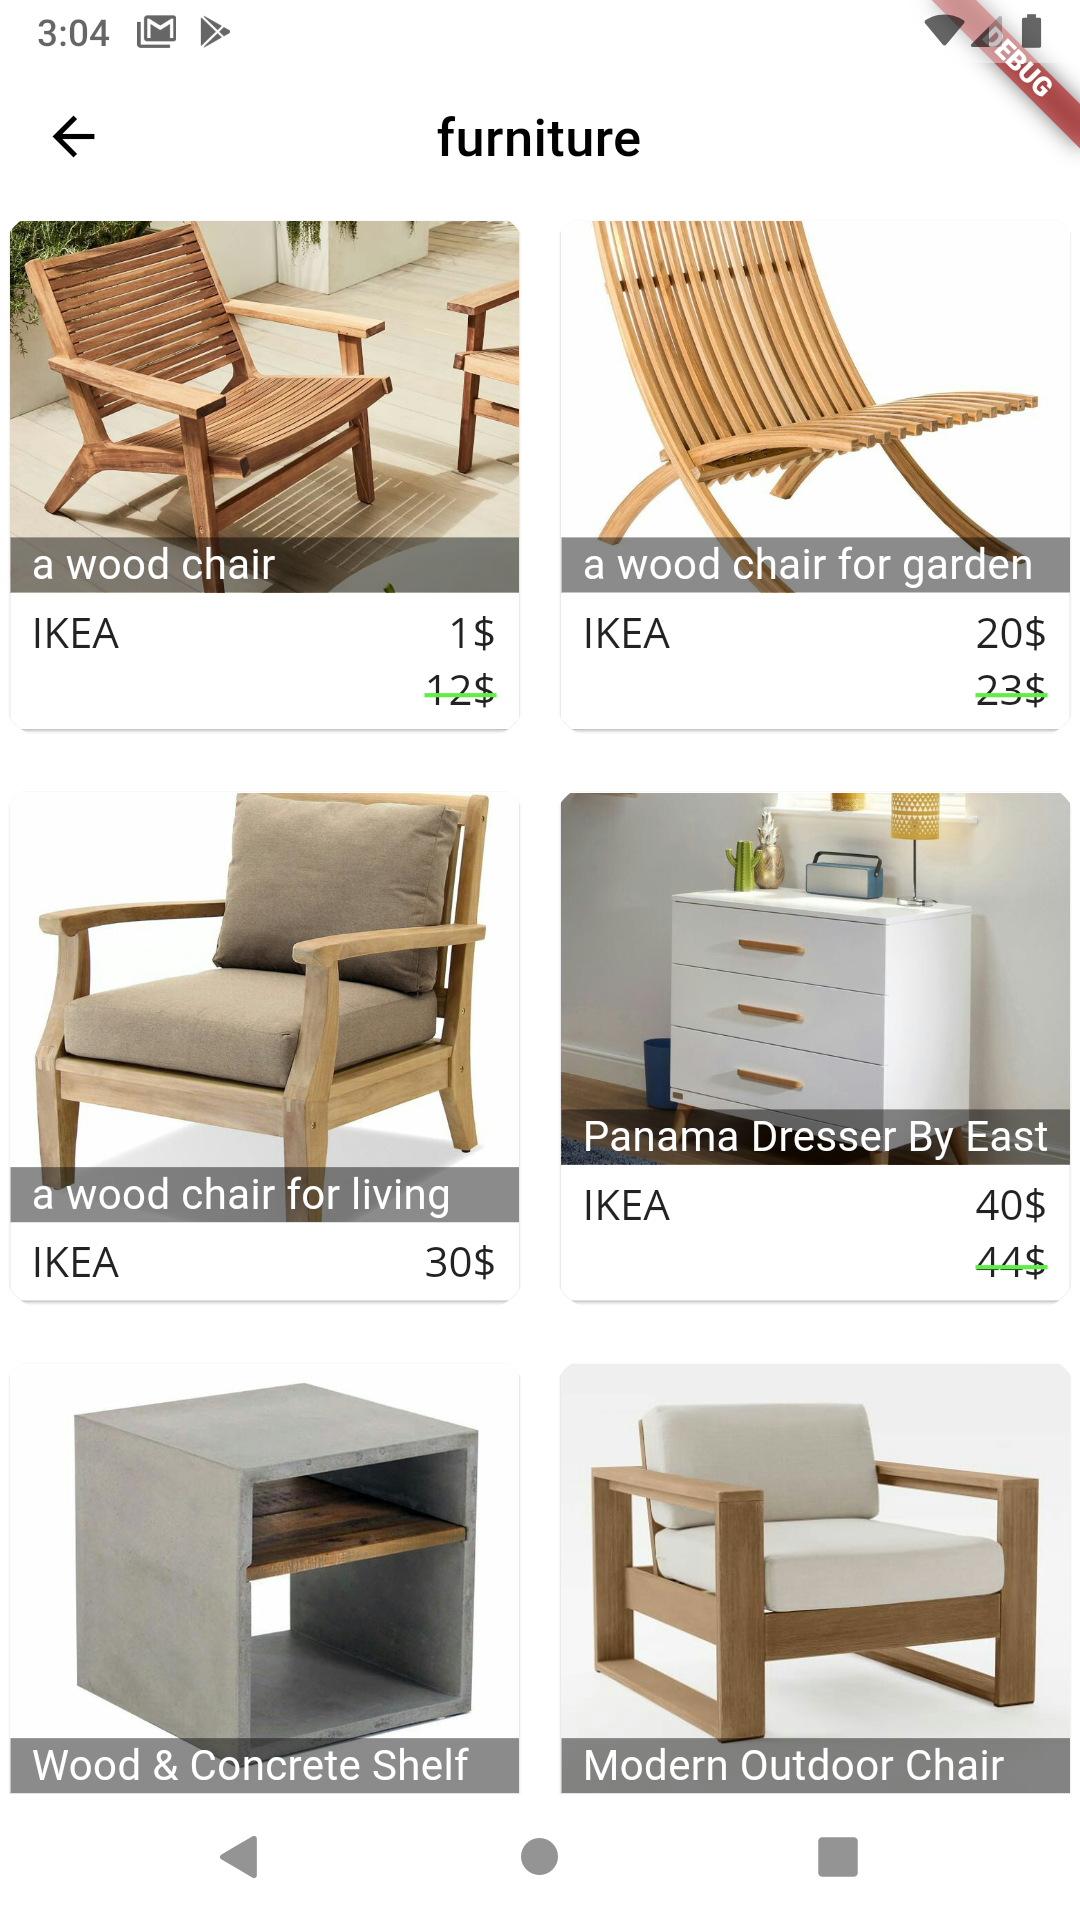 3:04
DEBUG
furniture
a wood chair
IKEA 1$
12$
a wood chair for garden
IKEA 20$
23$
a wood chair for living
IKEA 30$
Panama Dresser By East
IKEA 40$
44$
Wood & Concrete Shelf
Modern Outdoor Chair